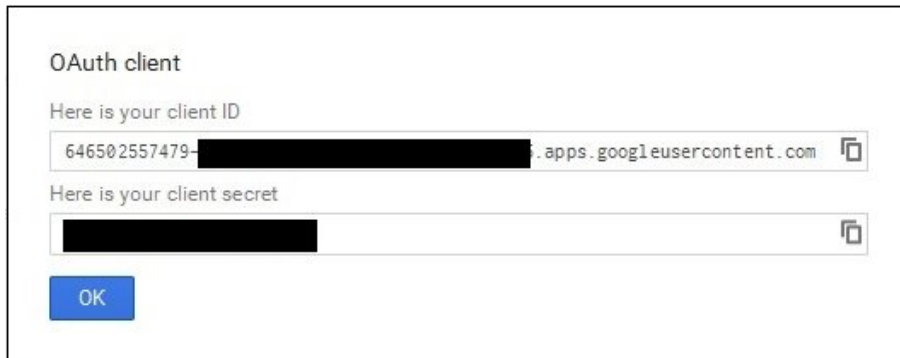 OAuth client
Here is your client ID
646502557479-.apps.googleusercontent.com
Here is your client secret
OK